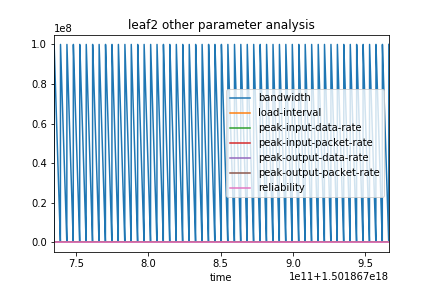 leaf2 other parameter analysis
1e8
1.0
0.8
0.6
0.4
0.2
0.0
bandwidth
load-interval
peak-input-data-rate
peak-input-packet-rate
peak-output-data-rate
peak-output-packet-rate
reliability
7.5 8.0 8.5 9.0 9.5
time
1e11+1.501867e18